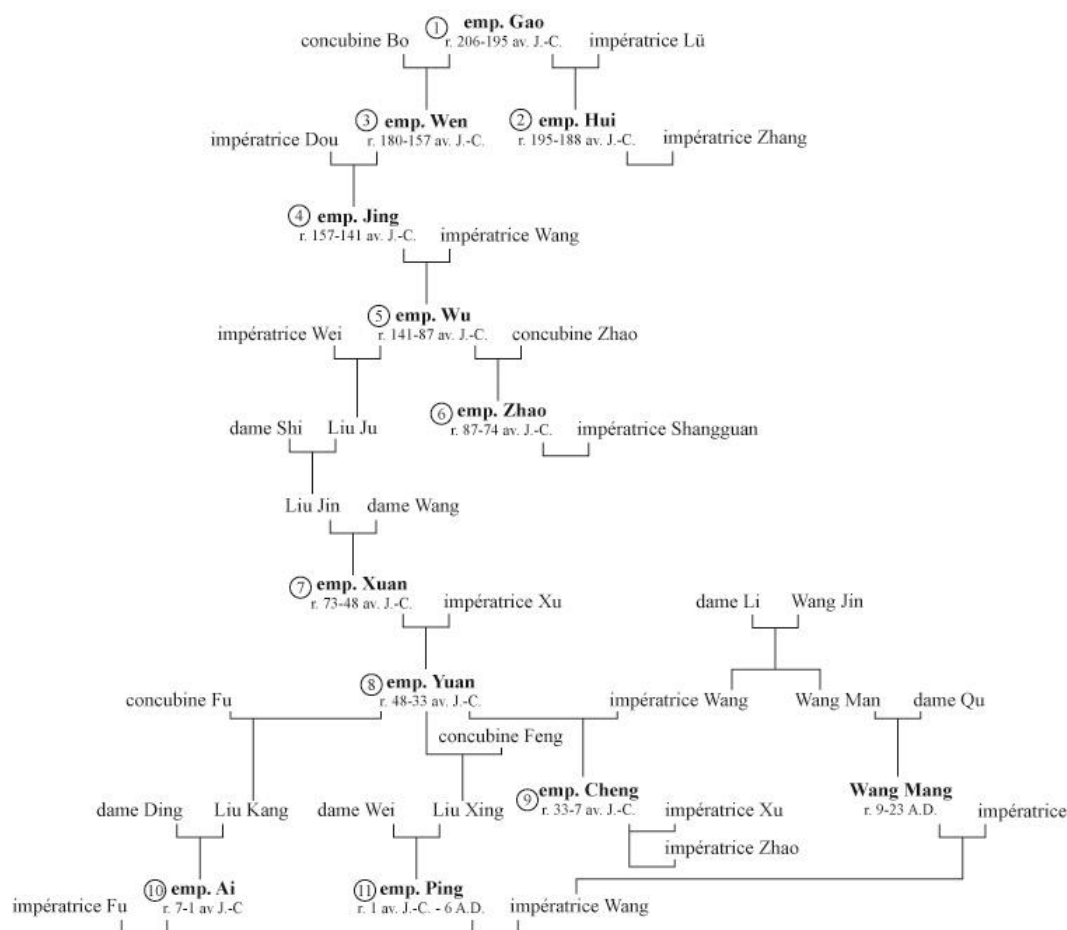 ① emp. Gao
r. 206-195 av. J.-C.
concubine Bo
impératrice Lü
③ emp. Wen
r. 180-157 av. J.-C.
② emp. Hui
r. 195-188 av. J.-C.
impératrice Dou
impératrice Zhang
④ emp. Jing
r. 157-141 av. J.-C.
impératrice Wang
⑤ emp. Wu
r. 141-87 av. J.-C.
impératrice Wei
concubine Zhao
⑥ emp. Zhao
r. 87-74 av. J.-C.
dame Shi
Liu Ju
impératrice Shangguan
Liu Jin
dame Wang
⑦ emp. Xuan
r. 73-48 av. J.-C.
impératrice Xu
dame Li
Wang Jin
⑧ emp. Yuan
r. 48-33 av. J.-C.
concubine Fu
impératrice Wang
Wang Man
dame Qu
concubine Feng
dame Ding
Liu Kang
dame Wei
Liu Xing
⑨ emp. Cheng
r. 33-7 av. J.-C.
impératrice Xu
impératrice Zhao
Wang Mang
r. 9-23 A.D.
impératrice
impératrice Fu
⑩ emp. Ai
r. 7-1 av J.-C
⑪ emp. Ping
r. 1 av. J.-C. - 6 A.D.
impératrice Wang